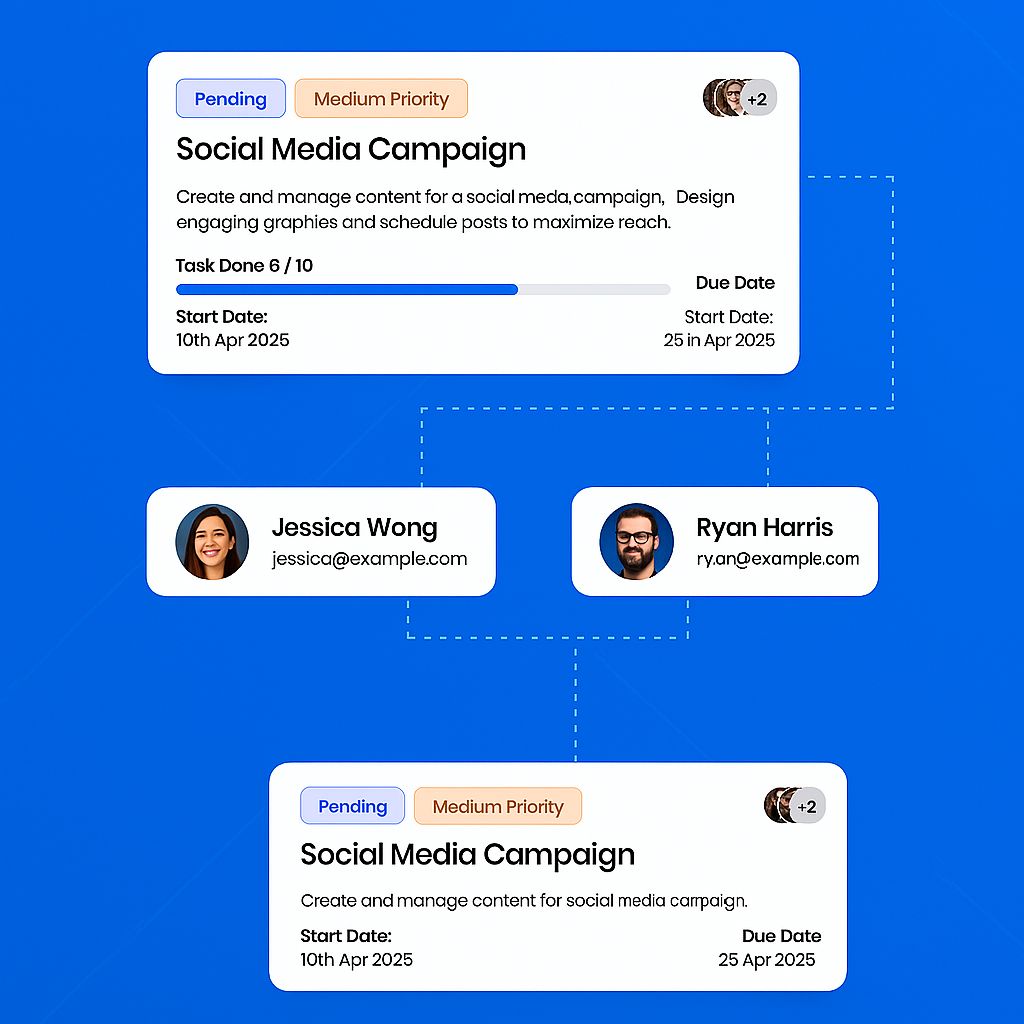 Pending Medium Priority +2
Social Media Campaign
Create and manage content for a social meda,campaign, Design
engaging graphies and schedule posts to maximize reach.
Task Done 6 / 10
Due Date
Start Date: Start Date:
10th Apr 2025 25 in Apr 2025
Jessica Wong
jessica@example.com
Ryan Harris
ry.an@example.com
Pending Medium Priority +2
Social Media Campaign
Create and manage content for social media carrpaign.
Start Date: Due Date
10th Apr 2025 25 Apr 2025